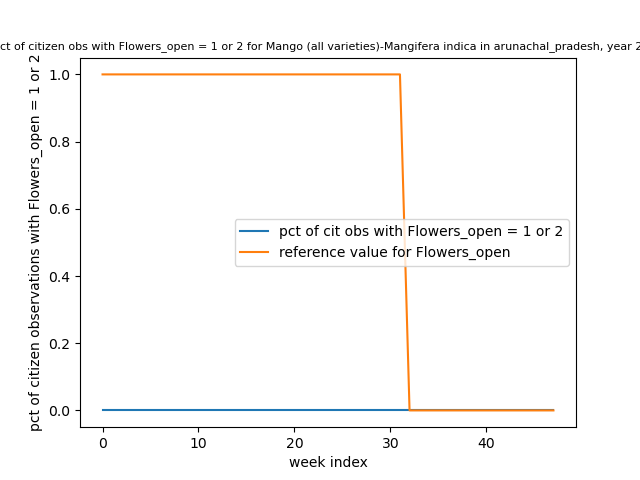 ct of citizen obs with Flowers_open = 1 or 2 for Mango (all varieties)-Mangifera indica in arunachal_pradesh, year 2
pct of citizen observations with Flowers_open = 1 or 2
1.0
0.8
0.6
0.4
0.2
0.0
pct of cit obs with Flowers_open = 1 or 2
reference value for Flowers_open
0
10
20
30
40
week index